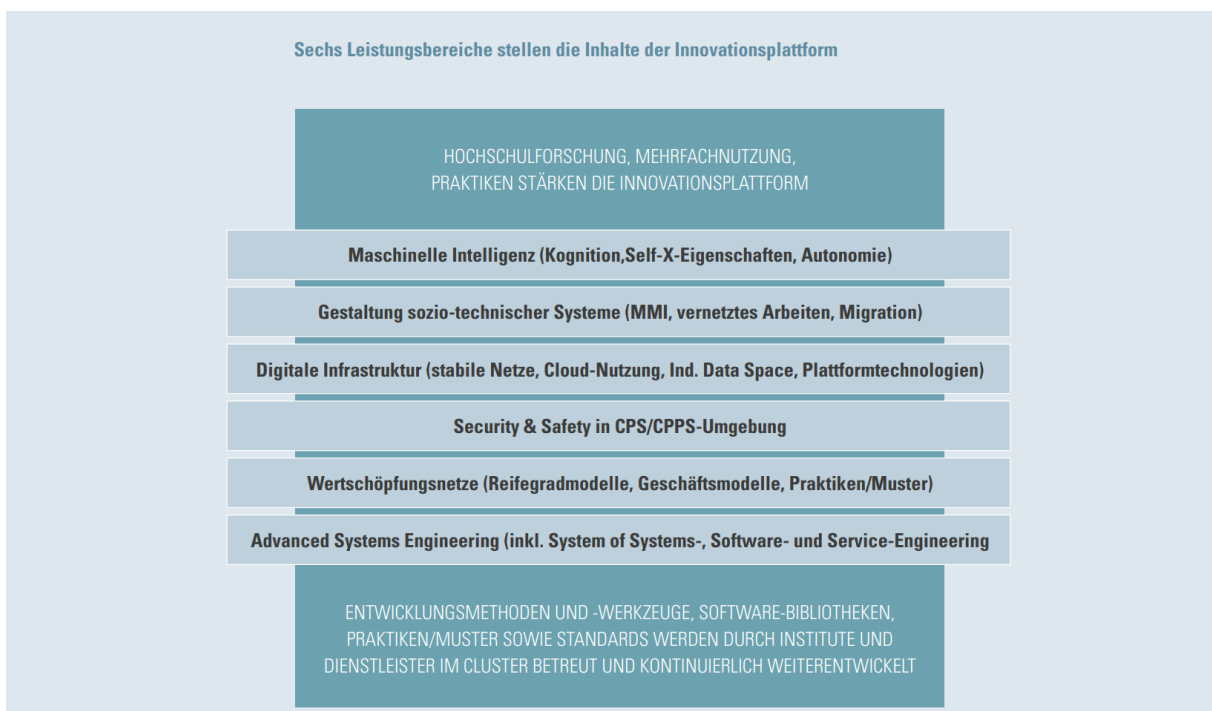 Sechs Leistungsbereiche stellen die Inhalte der Innovationsplattform
HOCHSCHULFORSCHUNG, MEHRFACHNUTZUNG,
PRAKTIKEN STÄRKEN DIE INNOVATIONSPLATTFORM
Maschinelle Intelligenz (Kognition,Self-X-Eigenschaften, Autonomie)
Gestaltung sozio-technischer Systeme (MMI, vernetztes Arbeiten, Migration)
Digitale Infrastruktur (stabile Netze, Cloud-Nutzung, Ind. Data Space, Plattformtechnologien)
Security & Safety in CPS/CPPS-Umgebung
Wertschöpfungsnetze (Reifegradmodelle, Geschäftsmodelle, Praktiken/Muster)
Advanced Systems Engineering (inkl. System of Systems-, Software- und Service-Engineering
ENTWICKLUNGSMETHODEN UND -WERKZEUGE, SOFTWARE-BIBLIOTHEKEN,
PRAKTIKEN/MUSTER SOWIE STANDARDS WERDEN DURCH INSTITUTE UND
DIENSTLEISTER IM CLUSTER BETREUT UND KONTINUIERLICH WEITERENTWICKELT